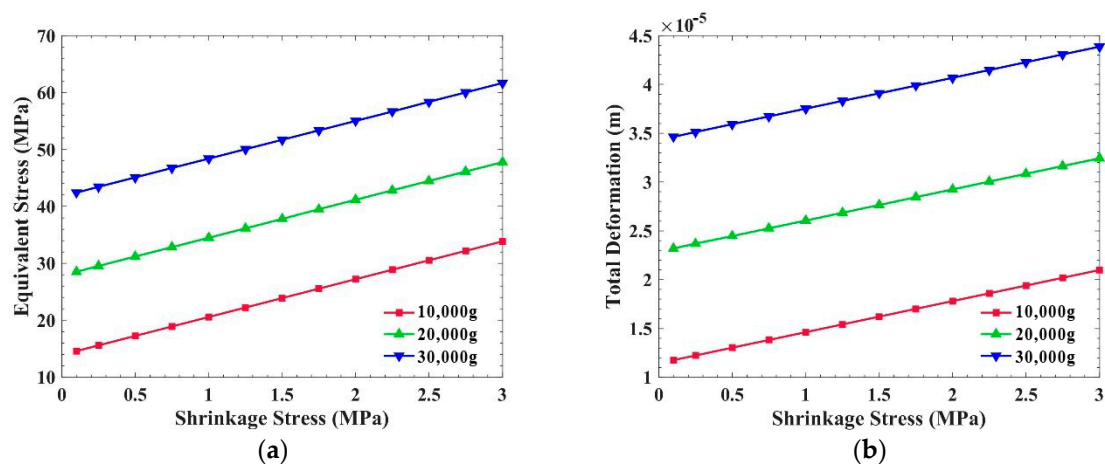 70
60
50
40
30
20
10
Equivalent Stress (MPa)
0 0.5 1 1.5 2 2.5 3
Shrinkage Stress (MPa)
10,000g
20,000g
30,000g
(a)
×10⁻⁵
4.5
4
3.5
3
2.5
2
1.5
1
Total Deformation (m)
0 0.5 1 1.5 2 2.5 3
Shrinkage Stress (MPa)
10,000g
20,000g
30,000g
(b)